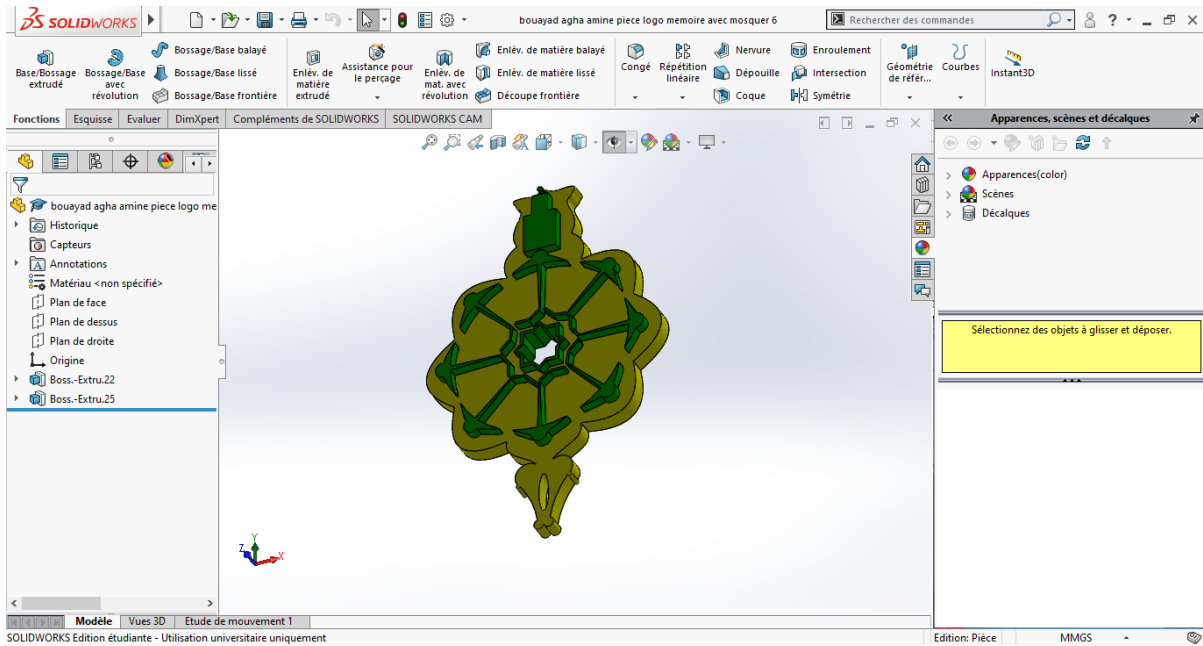 SOLIDWORKS
bouayad agha amine piece logo memoire avec mosquer 6
Rechercher des commandes
Base/Bossage extrudé
Bossage/Base avec révolution
Bossage/Base balayé
Bossage/Base lissé
Bossage/Base frontière
Enlèv. de matière extrudé
Assistance pour le perçage
Enlèv. de mat. avec révolution
Enlèv. de matière balayé
Enlèv. de matière lissé
Découpe frontière
Congé
Répétition linéaire
Nervure
Dépouille
Coque
Enroulement
Intersection
Symétrie
Géométrie de référ...
Courbes
Instant3D
Fonctions
Esquisse
Evaluer
DimXpert
Compléments de SOLIDWORKS
SOLIDWORKS CAM
Apparences, scènes et décalques
bouayad agha amine piece logo me
Historique
Capteurs
Annotations
Matériau <non spécifié>
Plan de face
Plan de dessus
Plan de droite
Origine
Boss.-Extru.22
Boss.-Extru.25
Apparences(color)
Scènes
Décalques
Sélectionnez des objets à glisser et déposer.
Y
Z
X
Modèle
Vues 3D
Etude de mouvement 1
SOLIDWORKS Edition étudiante - Utilisation universitaire uniquement
Edition: Pièce
MMGS